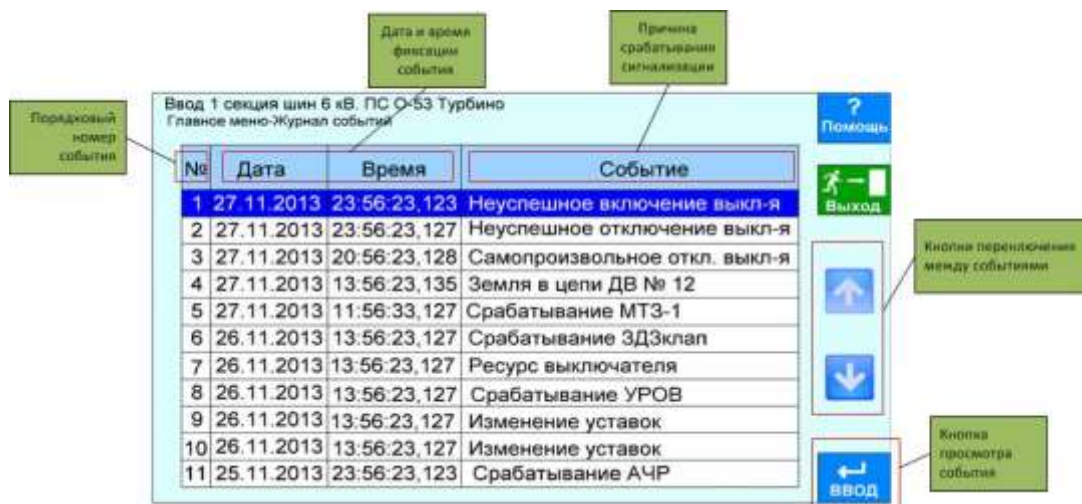 Дата и время
фиксации
события
Причина
срабатывания
сигнализации
Порядковый
номер
события
Ввод 1 секция шин 6 кВ. ПС О-53 Турбино
Главное меню-Журнал событий
?
Помощь
№ Дата Время Событие
1 27.11.2013 23:56:23,123 Неуспешное включение выкл-я
2 27.11.2013 23:56:23,127 Неуспешное отключение выкл-я
3 27.11.2013 20:56:23,128 Самопроизвольное откл. выкл-я
4 27.11.2013 13:56:23,135 Земля в цепи ДВ № 12
5 27.11.2013 11:56:33,127 Срабатывание МТЗ-1
6 26.11.2013 13:56:23,127 Срабатывание ЗДЗклап
7 26.11.2013 13:56:23,127 Ресурс выключателя
8 26.11.2013 13:56:23,127 Срабатывание УРОВ
9 26.11.2013 13:56:23,127 Изменение уставок
10 26.11.2013 13:56:23,127 Изменение уставок
11 25.11.2013 23:56:23,123 Срабатывание АЧР
Выход
Кнопки переключения
между событиями
Кнопка
просмотра
события
ВВОД